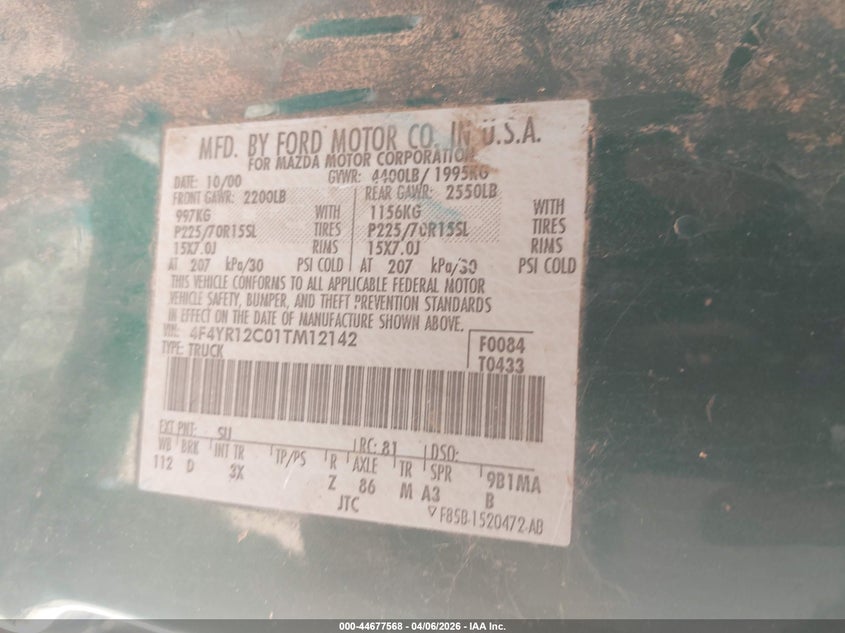 MFD. BY FORD MOTOR CO. IN U.S.A.
FOR MAZDA MOTOR CORPORATION
DATE: 10/00 GVWR: 4400LB/ 1995KG
FRONT GAWR: 2200LB REAR GAWR: 2550LB
997KG WITH 1156KG WITH
P225/70R15SL TIRES P225/70R15SL TIRES
15X7.0J RIMS 15X7.0J RIMS
AT 207 kPa/30 PSI COLD AT 207 kPa/30 PSI COLD
THIS VEHICLE CONFORMS TO ALL APPLICABLE FEDERAL MOTOR
VEHICLE SAFETY, BUMPER, AND THEFT PREVENTION STANDARDS
IN EFFECT ON THE DATE OF MANUFACTURE SHOWN ABOVE.
VIN: 4F4YR12C01TM12142 F0084
TYPE: TRUCK T0433
EXT PNT: SU RC: 81 DSO:
WB BRK INT TR TP/PS R AXLE TR SPR 9B1MA
112 D 3X Z 86 M A3 B
JTC F85B-1520472-AB
000-44677568 - 04/06/2026 - IAA Inc.